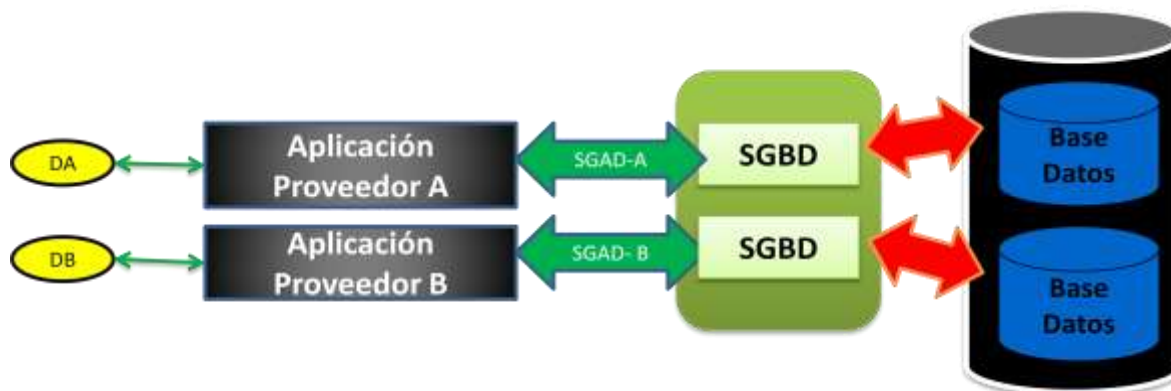 DA
Aplicación
Proveedor A
SGAD-A
SGBD
Base
Datos
DB
Aplicación
Proveedor B
SGAD- B
SGBD
Base
Datos